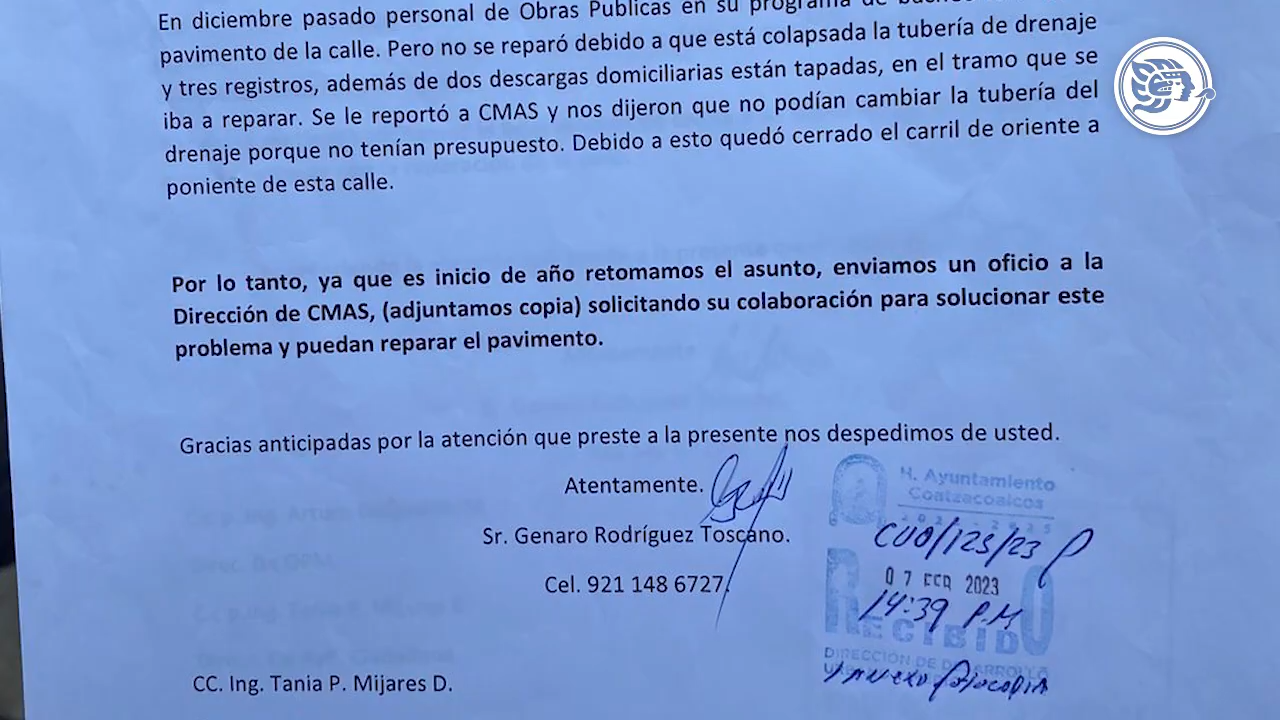 En diciembre pasado personal de Obras Publicas en su programa de
pavimento de la calle. Pero no se reparó debido a que está colapsada la tubería de drenaje
y tres registros, además de dos descargas domiciliarias están tapadas, en el tramo que se
iba a reparar. Se le reportó a CMAS y nos dijeron que no podían cambiar la tubería del
drenaje porque no tenían presupuesto. Debido a esto quedó cerrado el carril de oriente a
poniente de esta calle.
Por lo tanto, ya que es inicio de año retomamos el asunto, enviamos un oficio a la
Dirección de CMAS, (adjuntamos copia) solicitando su colaboración para solucionar este
problema y puedan reparar el pavimento.
Gracias anticipadas por la atención que preste a la presente nos despedimos de usted.
Atentamente.
Sr. Genaro Rodríguez Toscano.
Cel. 921 148 6727
CC. Ing. Tania P. Mijares D.
H. Ayuntamiento
Coatzacoalcos
CUO/125/23
07 FEB 2023
14:39 P.M
RECIBIDO
DIRECCIÓN DE DESARROLLO